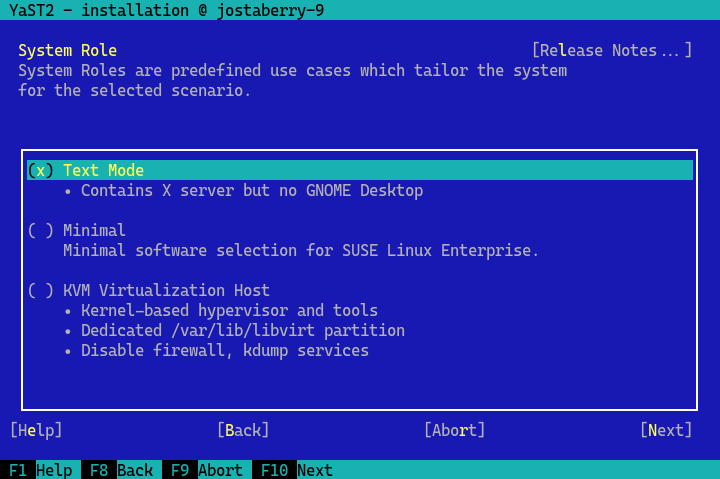 YaST2 - installation @ jostaberry-9
System Role [Release Notes...]
System Roles are predefined use cases which tailor the system
for the selected scenario.
(x) Text Mode
• Contains X server but no GNOME Desktop
( ) Minimal
Minimal software selection for SUSE Linux Enterprise.
( ) KVM Virtualization Host
• Kernel-based hypervisor and tools
• Dedicated /var/lib/libvirt partition
• Disable firewall, kdump services
[Help] [Back] [Abort] [Next]
F1 Help F8 Back F9 Abort F10 Next